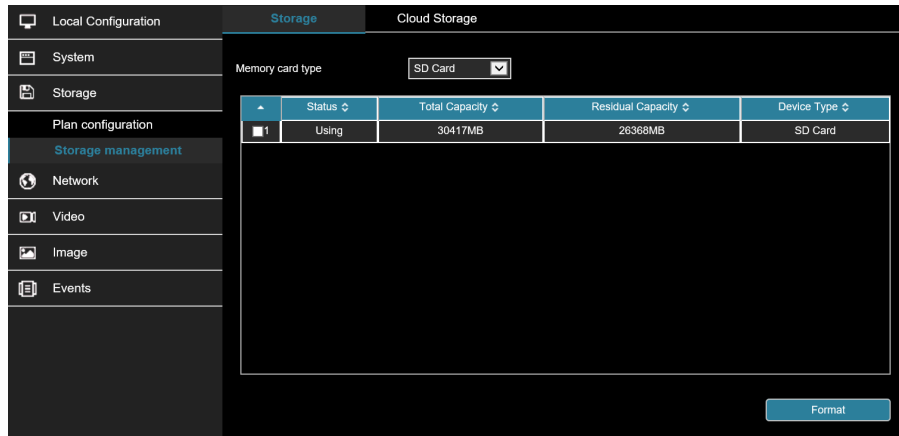 Local Configuration
System
Storage
Plan configuration
Storage management
Network
Video
Image
Events
Storage Cloud Storage
Memory card type SD Card
Status Total Capacity Residual Capacity Device Type
1 Using 30417MB 26368MB SD Card
Format